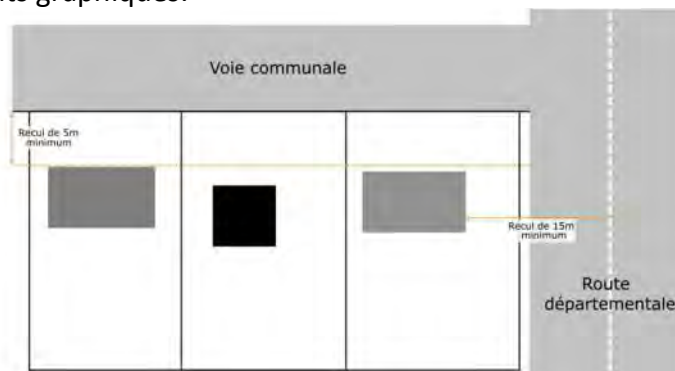 Voie communale
Recul de 5m
minimum
Recul de 15m
minimum
Route
départementale